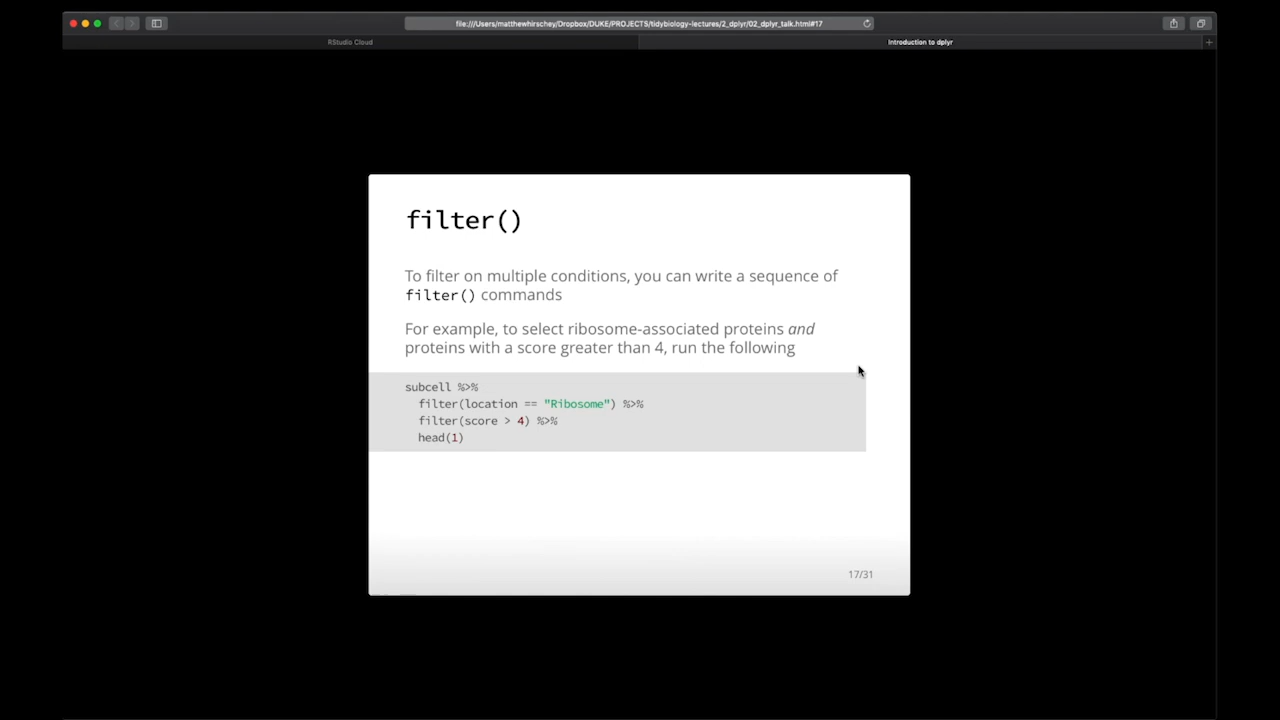 file:///Users/matthewhirschey/Dropbox/DUKE/PROJECTS/tidybiology-lectures/2_dplyr/02_dplyr_talk.html#17
RStudio Cloud
Introduction to dplyr
filter()
To filter on multiple conditions, you can write a sequence of
filter() commands
For example, to select ribosome-associated proteins and
proteins with a score greater than 4, run the following
subcell %>%
filter(location == "Ribosome") %>%
filter(score > 4) %>%
head(1)
17/31